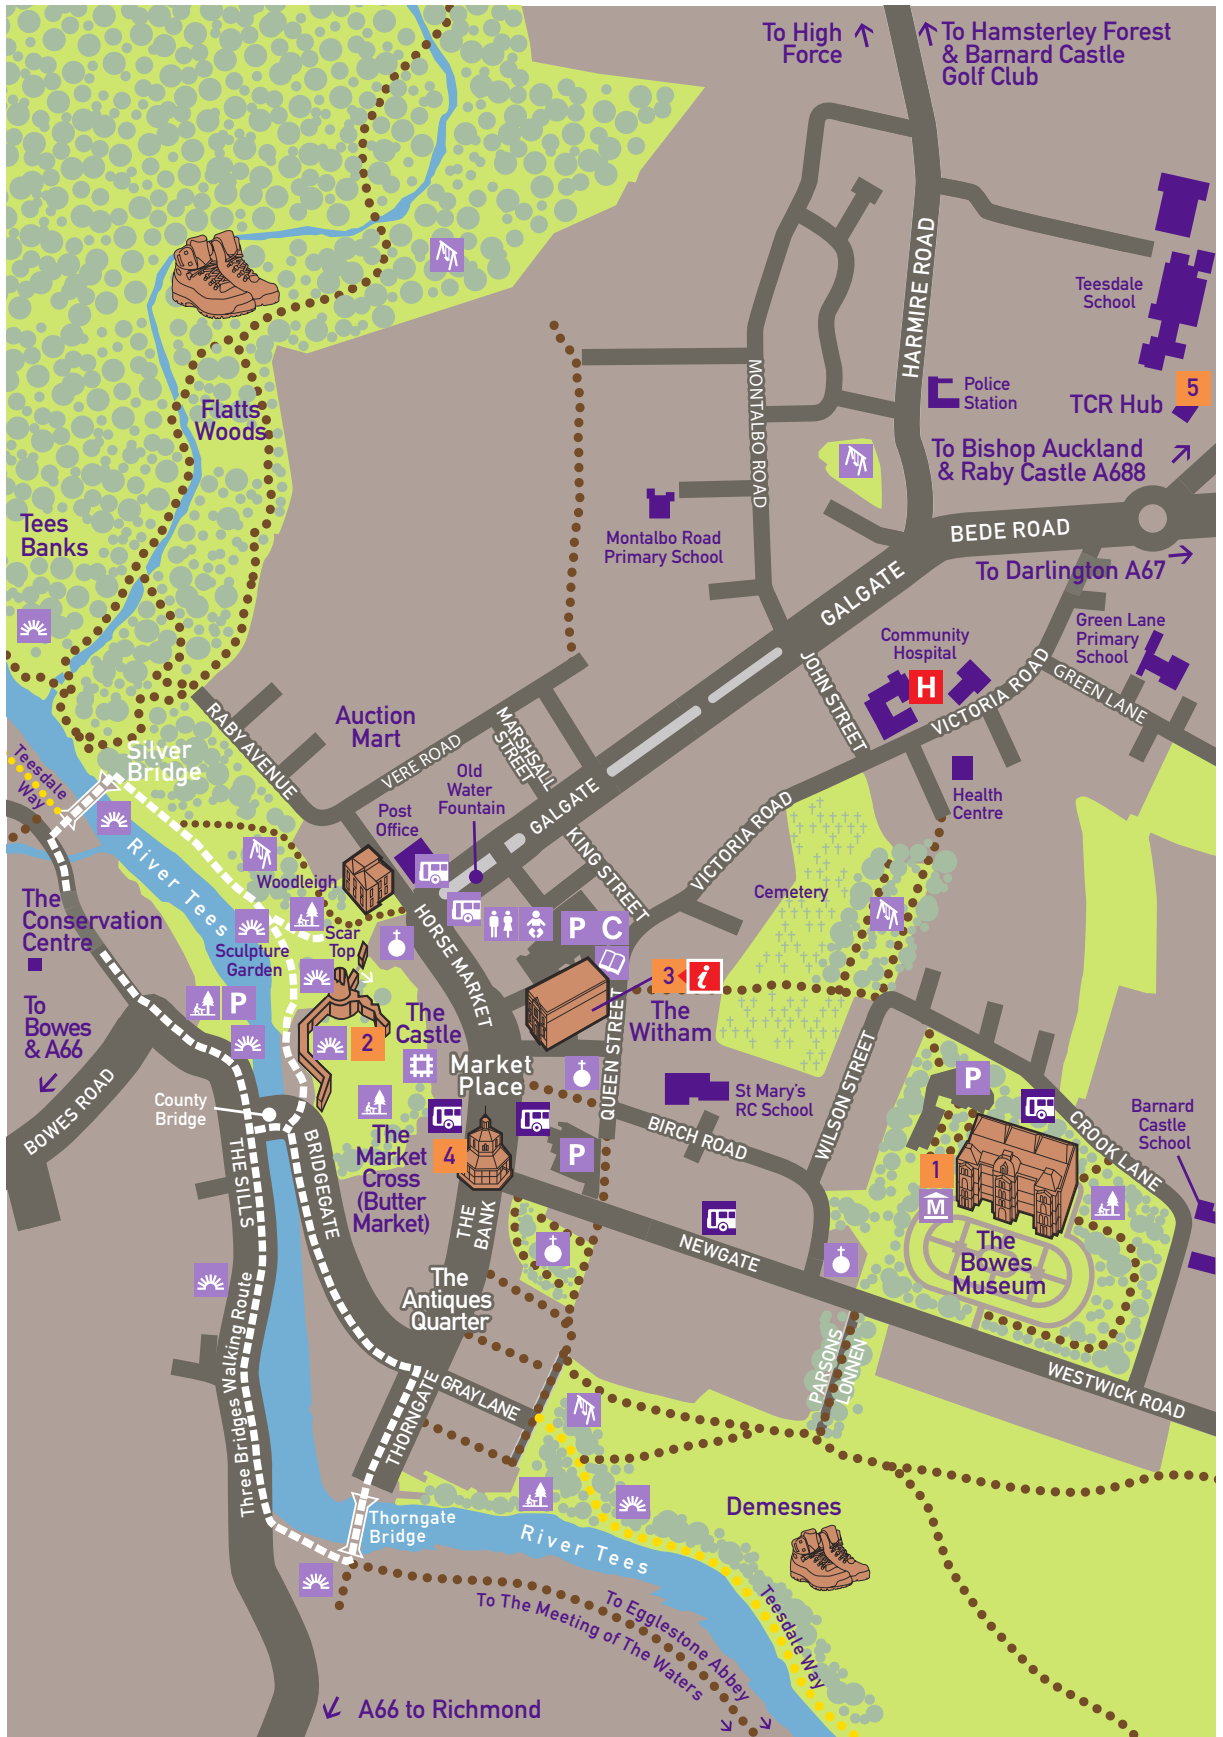 To High
Force
To Hamsterley Forest
& Barnard Castle
Golf Club
HARMIRE ROAD
Teesdale
School
5
TCR Hub
Police
Station
To Bishop Auckland
& Raby Castle A688
MONTALBO ROAD
Flatts
Woods
Tees
Banks
Montalbo Road
Primary School
BEDE ROAD
To Darlington A67
GALGATE
Community
Hospital
H
Green Lane
Primary
School
JOHN STREET
VICTORIA ROAD
GREEN LANE
RABY AVENUE
Auction
Mart
VERE ROAD
MARSHSALL
STREET
Silver
Bridge
Teesdale
Way
Old
Water
Fountain
GALGATE
Post
Office
KING STREET
VICTORIA ROAD
Health
Centre
River Tees
Woodleigh
Cemetery
The
Conservation
Centre
Scar
Top
Sculpture
Garden
HORSE MARKET
P
C
3
i
The
Witham
P
To
Bowes
& A66
2
The
Castle
Market
Place
QUEEN STREET
WILSON STREET
P
St Mary's
RC School
County
Bridge
BOWES ROAD
THE SILLS
BRIDGEGATE
The
Market
Cross
(Butter
Market)
4
P
BIRCH ROAD
CROOK LANE
Barnard
Castle
School
1
M
THE
BANK
NEWGATE
The
Bowes
Museum
The
Antiques
Quarter
Three Bridges Walking Route
PARSONS
LONNEN
WESTWICK ROAD
THORNGATE
GRAY LANE
Thorngate
Bridge
River Tees
Demesnes
Teesdale Way
To Egglestone Abbey
To The Meeting of The Waters
A66 to Richmond